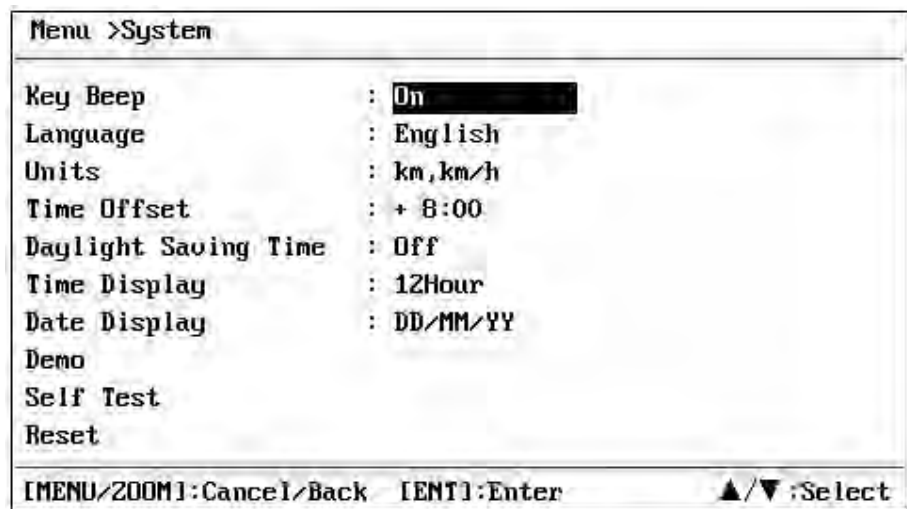 Menu >System
Key Beep : On
Language : English
Units : km,km/h
Time Offset : + 8:00
Daylight Saving Time : Off
Time Display : 12Hour
Date Display : DD/MM/YY
Demo
Self Test
Reset
[MENU/ZOOM]:Cancel/Back [ENT]:Enter ▲/▼:Select